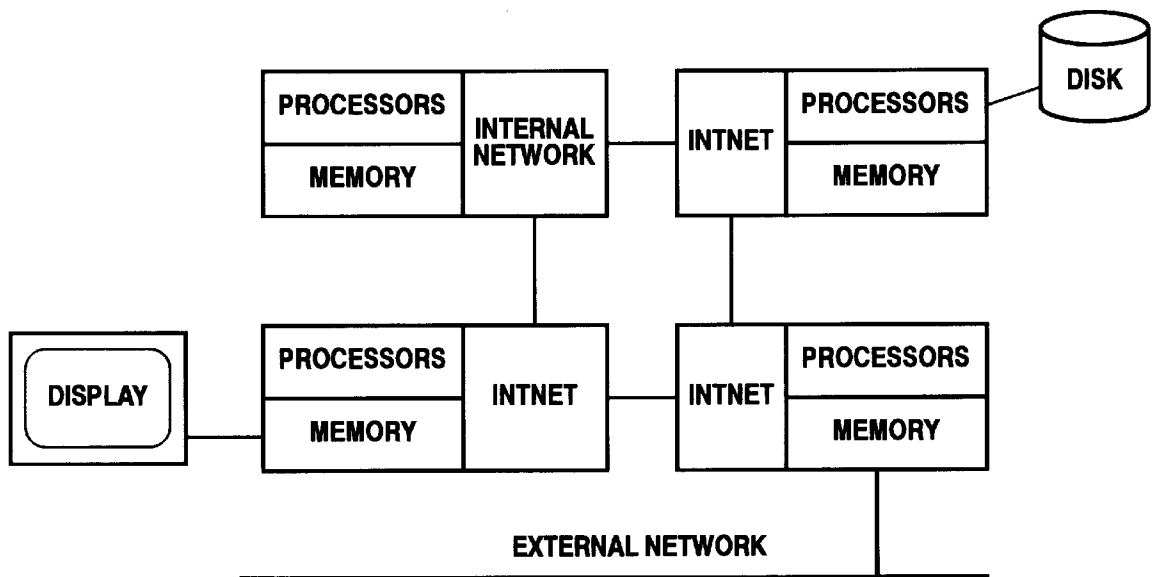 DISK
PROCESSORS
MEMORY
INTERNAL
NETWORK
INTNET
PROCESSORS
MEMORY
DISPLAY
PROCESSORS
MEMORY
INTNET
INTNET
PROCESSORS
MEMORY
EXTERNAL NETWORK